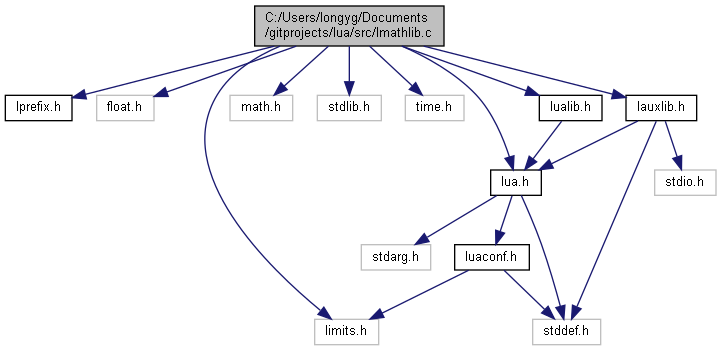 C:/Users/longyg/Documents
/gitprojects/lua/src/lmathlib.c
lprefix.h
float.h
math.h
stdlib.h
time.h
lualib.h
lauxlib.h
lua.h
stdio.h
stdarg.h
luaconf.h
limits.h
stddef.h